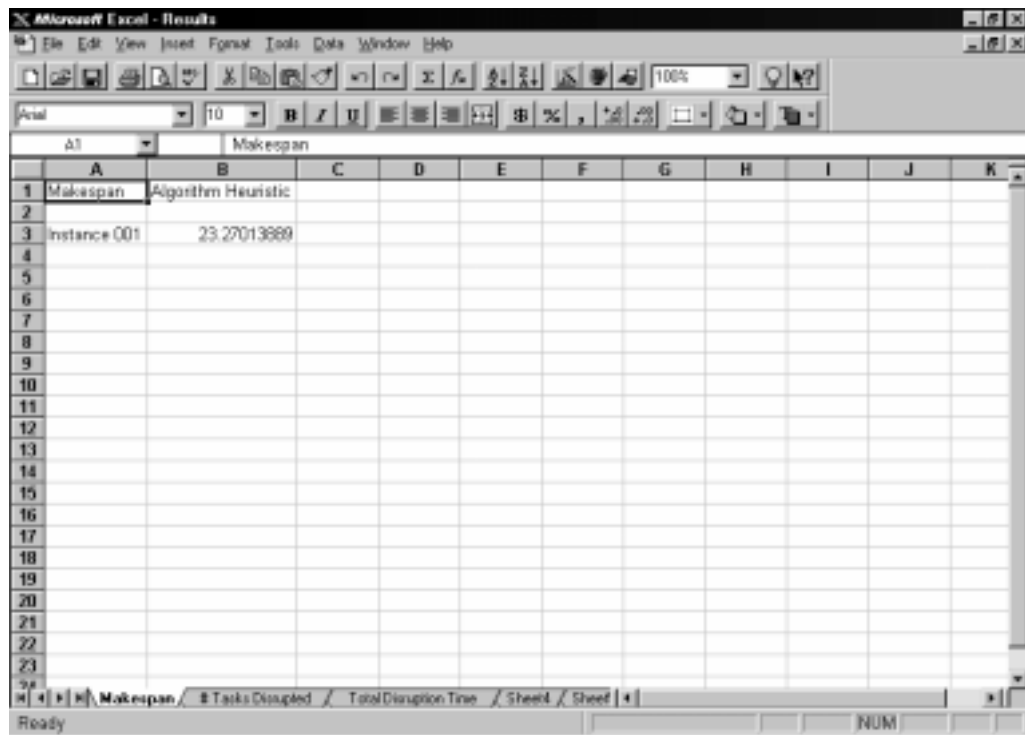 Microsoft Excel - Results
File Edit View Insert Format Tools Data Window Help
100%
Arial 10 B I U $ % ,
A1 Makespan
A B C D E F G H I J K
1 Makespan Algorithm Heuristic
2
3 Instance 001 23.27013889
4
5
6
7
8
9
10
11
12
13
14
15
16
17
18
19
20
21
22
23
24
Makespan # Tasks Disrupted Total Disruption Time Sheet4 Sheet
Ready NUM